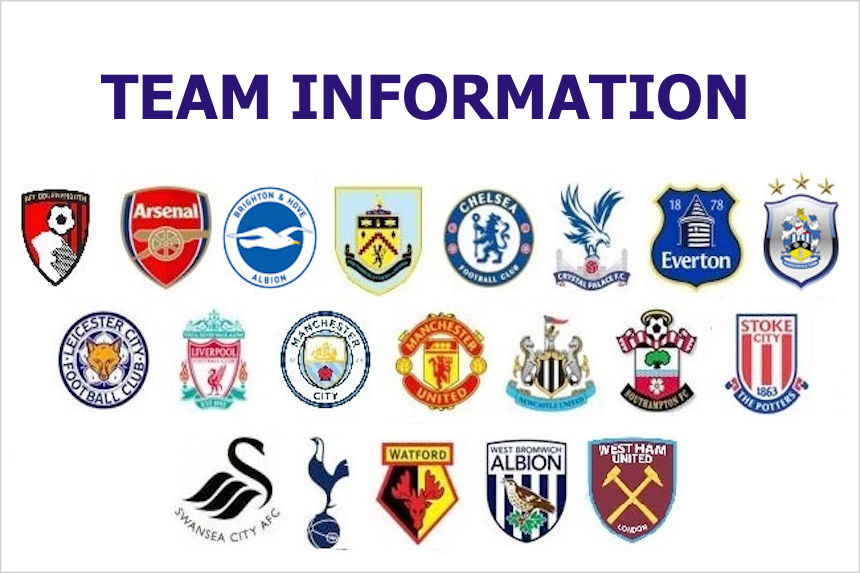 TEAM INFORMATION
AFC BOURNEMOUTH
Arsenal
BRIGHTON & HOVE
ALBION
CHELSEA
FOOTBALL CLUB
CRYSTAL PALACE F.C.
18 78
Everton
LEICESTER CITY
FOOTBALL CLUB
LIVERPOOL
FOOTBALL CLUB
MANCHESTER
CITY
MANCHESTER
UNITED
NEWCASTLE UNITED
SOUTHAMPTON FC
STOKE
CITY
1863
THE POTTERS
SWANSEA CITY AFC
WATFORD
WEST BROMWICH
ALBION
WEST HAM
UNITED
LONDON